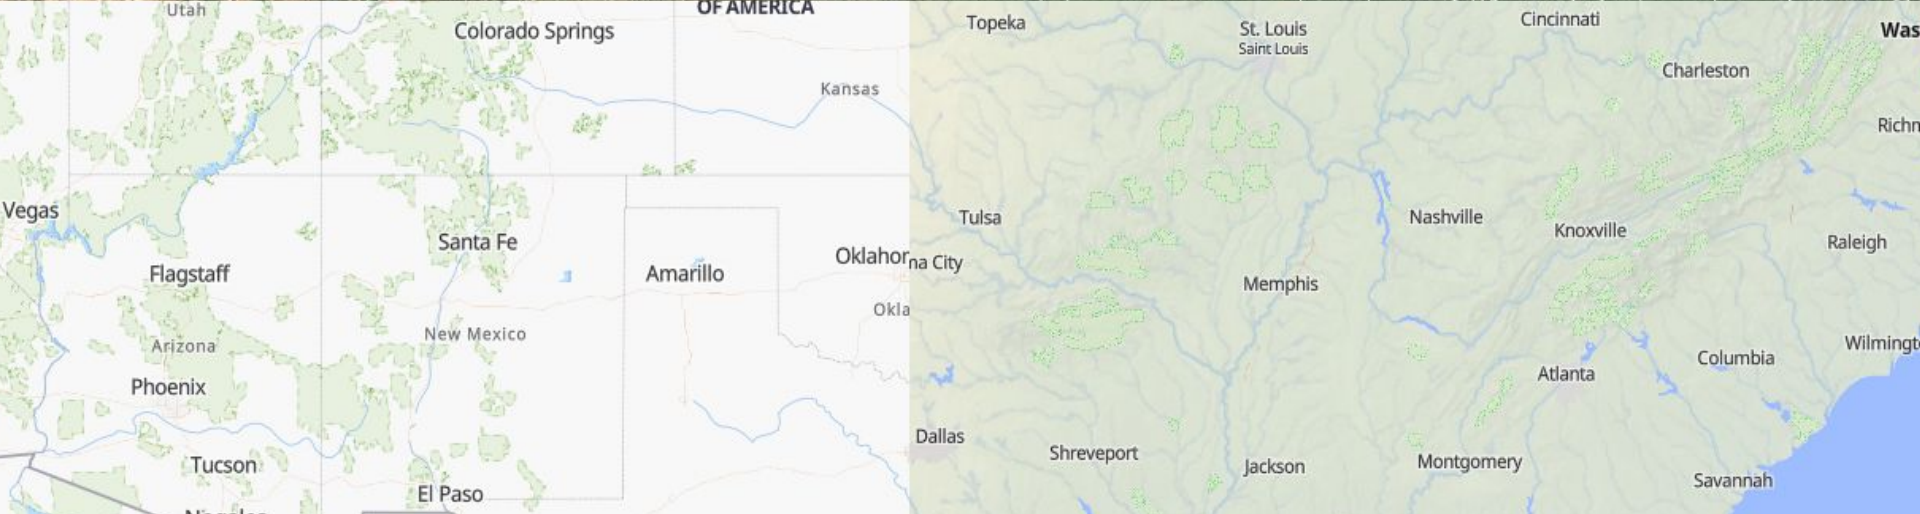 Utah
OF AMERICA
Colorado Springs
Kansas
Vegas
Santa Fe
Flagstaff
Amarillo
Oklahoma City
Okla
New Mexico
Arizona
Phoenix
Tucson
El Paso
Topeka
St. Louis
Saint Louis
Cincinnati
Was
Charleston
Richm
Tulsa
Nashville
Knoxville
Raleigh
Memphis
Wilmingt
Columbia
Atlanta
Dallas
Shreveport
Jackson
Montgomery
Savannah